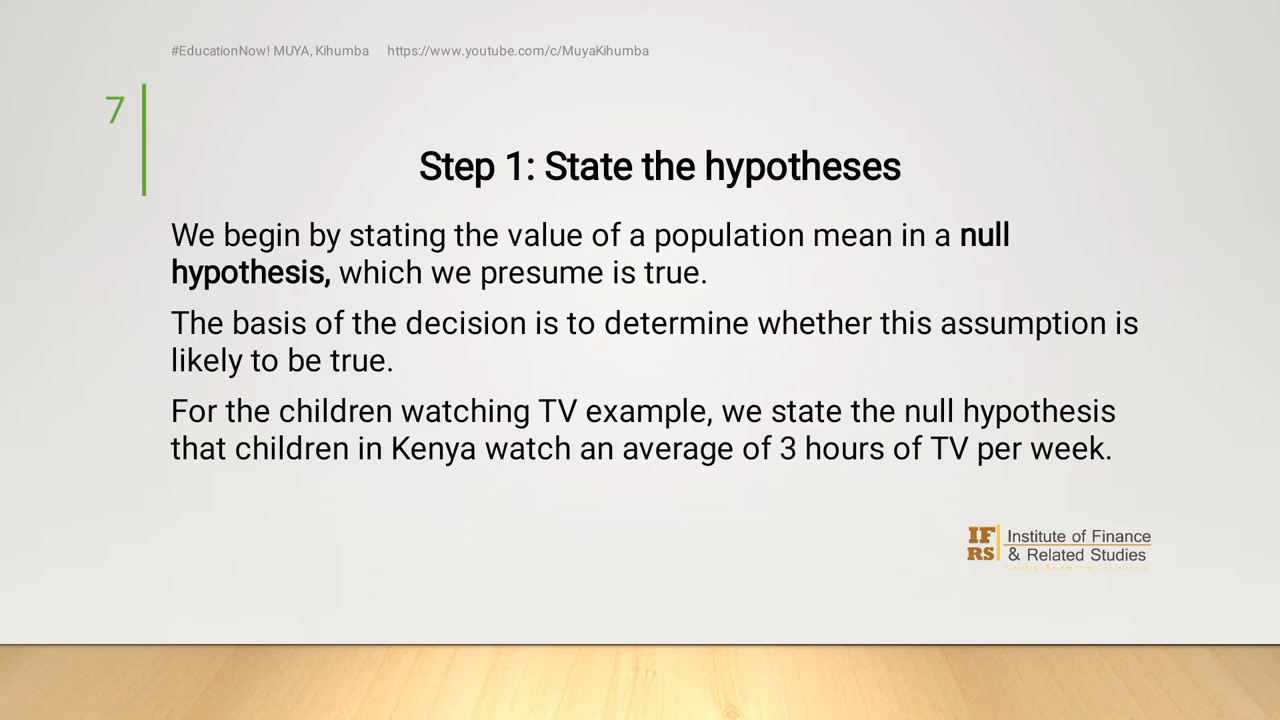 #EducationNow! MUYA, Kihumba https://www.youtube.com/c/MuyaKihumba
7
Step 1: State the hypotheses
We begin by stating the value of a population mean in a null
hypothesis, which we presume is true.
The basis of the decision is to determine whether this assumption is
likely to be true.
For the children watching TV example, we state the null hypothesis
that children in Kenya watch an average of 3 hours of TV per week.
IF
RS
Institute of Finance
& Related Studies